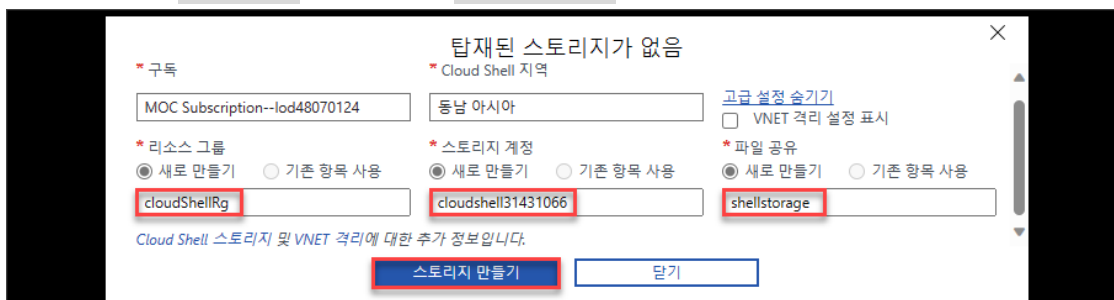 탑재된 스토리지가 없음
* 구독
* Cloud Shell 지역
MOC Subscription--lod48070124
동남 아시아
고급 설정 숨기기
VNET 격리 설정 표시
* 리소스 그룹
* 스토리지 계정
* 파일 공유
새로 만들기 기존 항목 사용
새로 만들기 기존 항목 사용
새로 만들기 기존 항목 사용
cloudShellRg
cloudshell31431066
shellstorage
Cloud Shell 스토리지 및 VNET 격리에 대한 추가 정보입니다.
스토리지 만들기
닫기